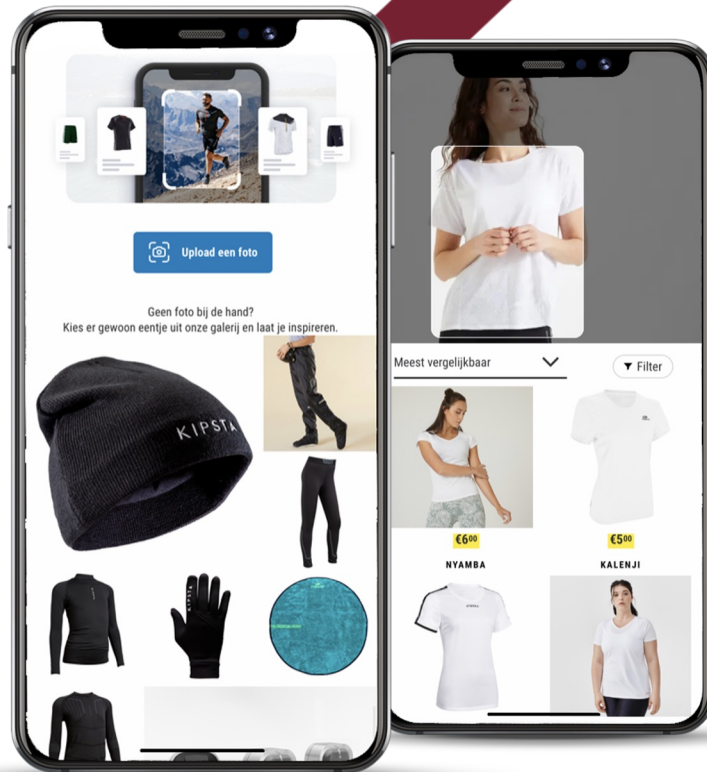 Upload een foto
Geen foto bij de hand?
Kies er gewoon eentje uit onze galerij en laat je inspireren.
KIPSTA
KIPSTA
Meest vergelijkbaar
Filter
€6⁰⁰
€5⁰⁰
NYAMBA
KALENJI
KIPSTA